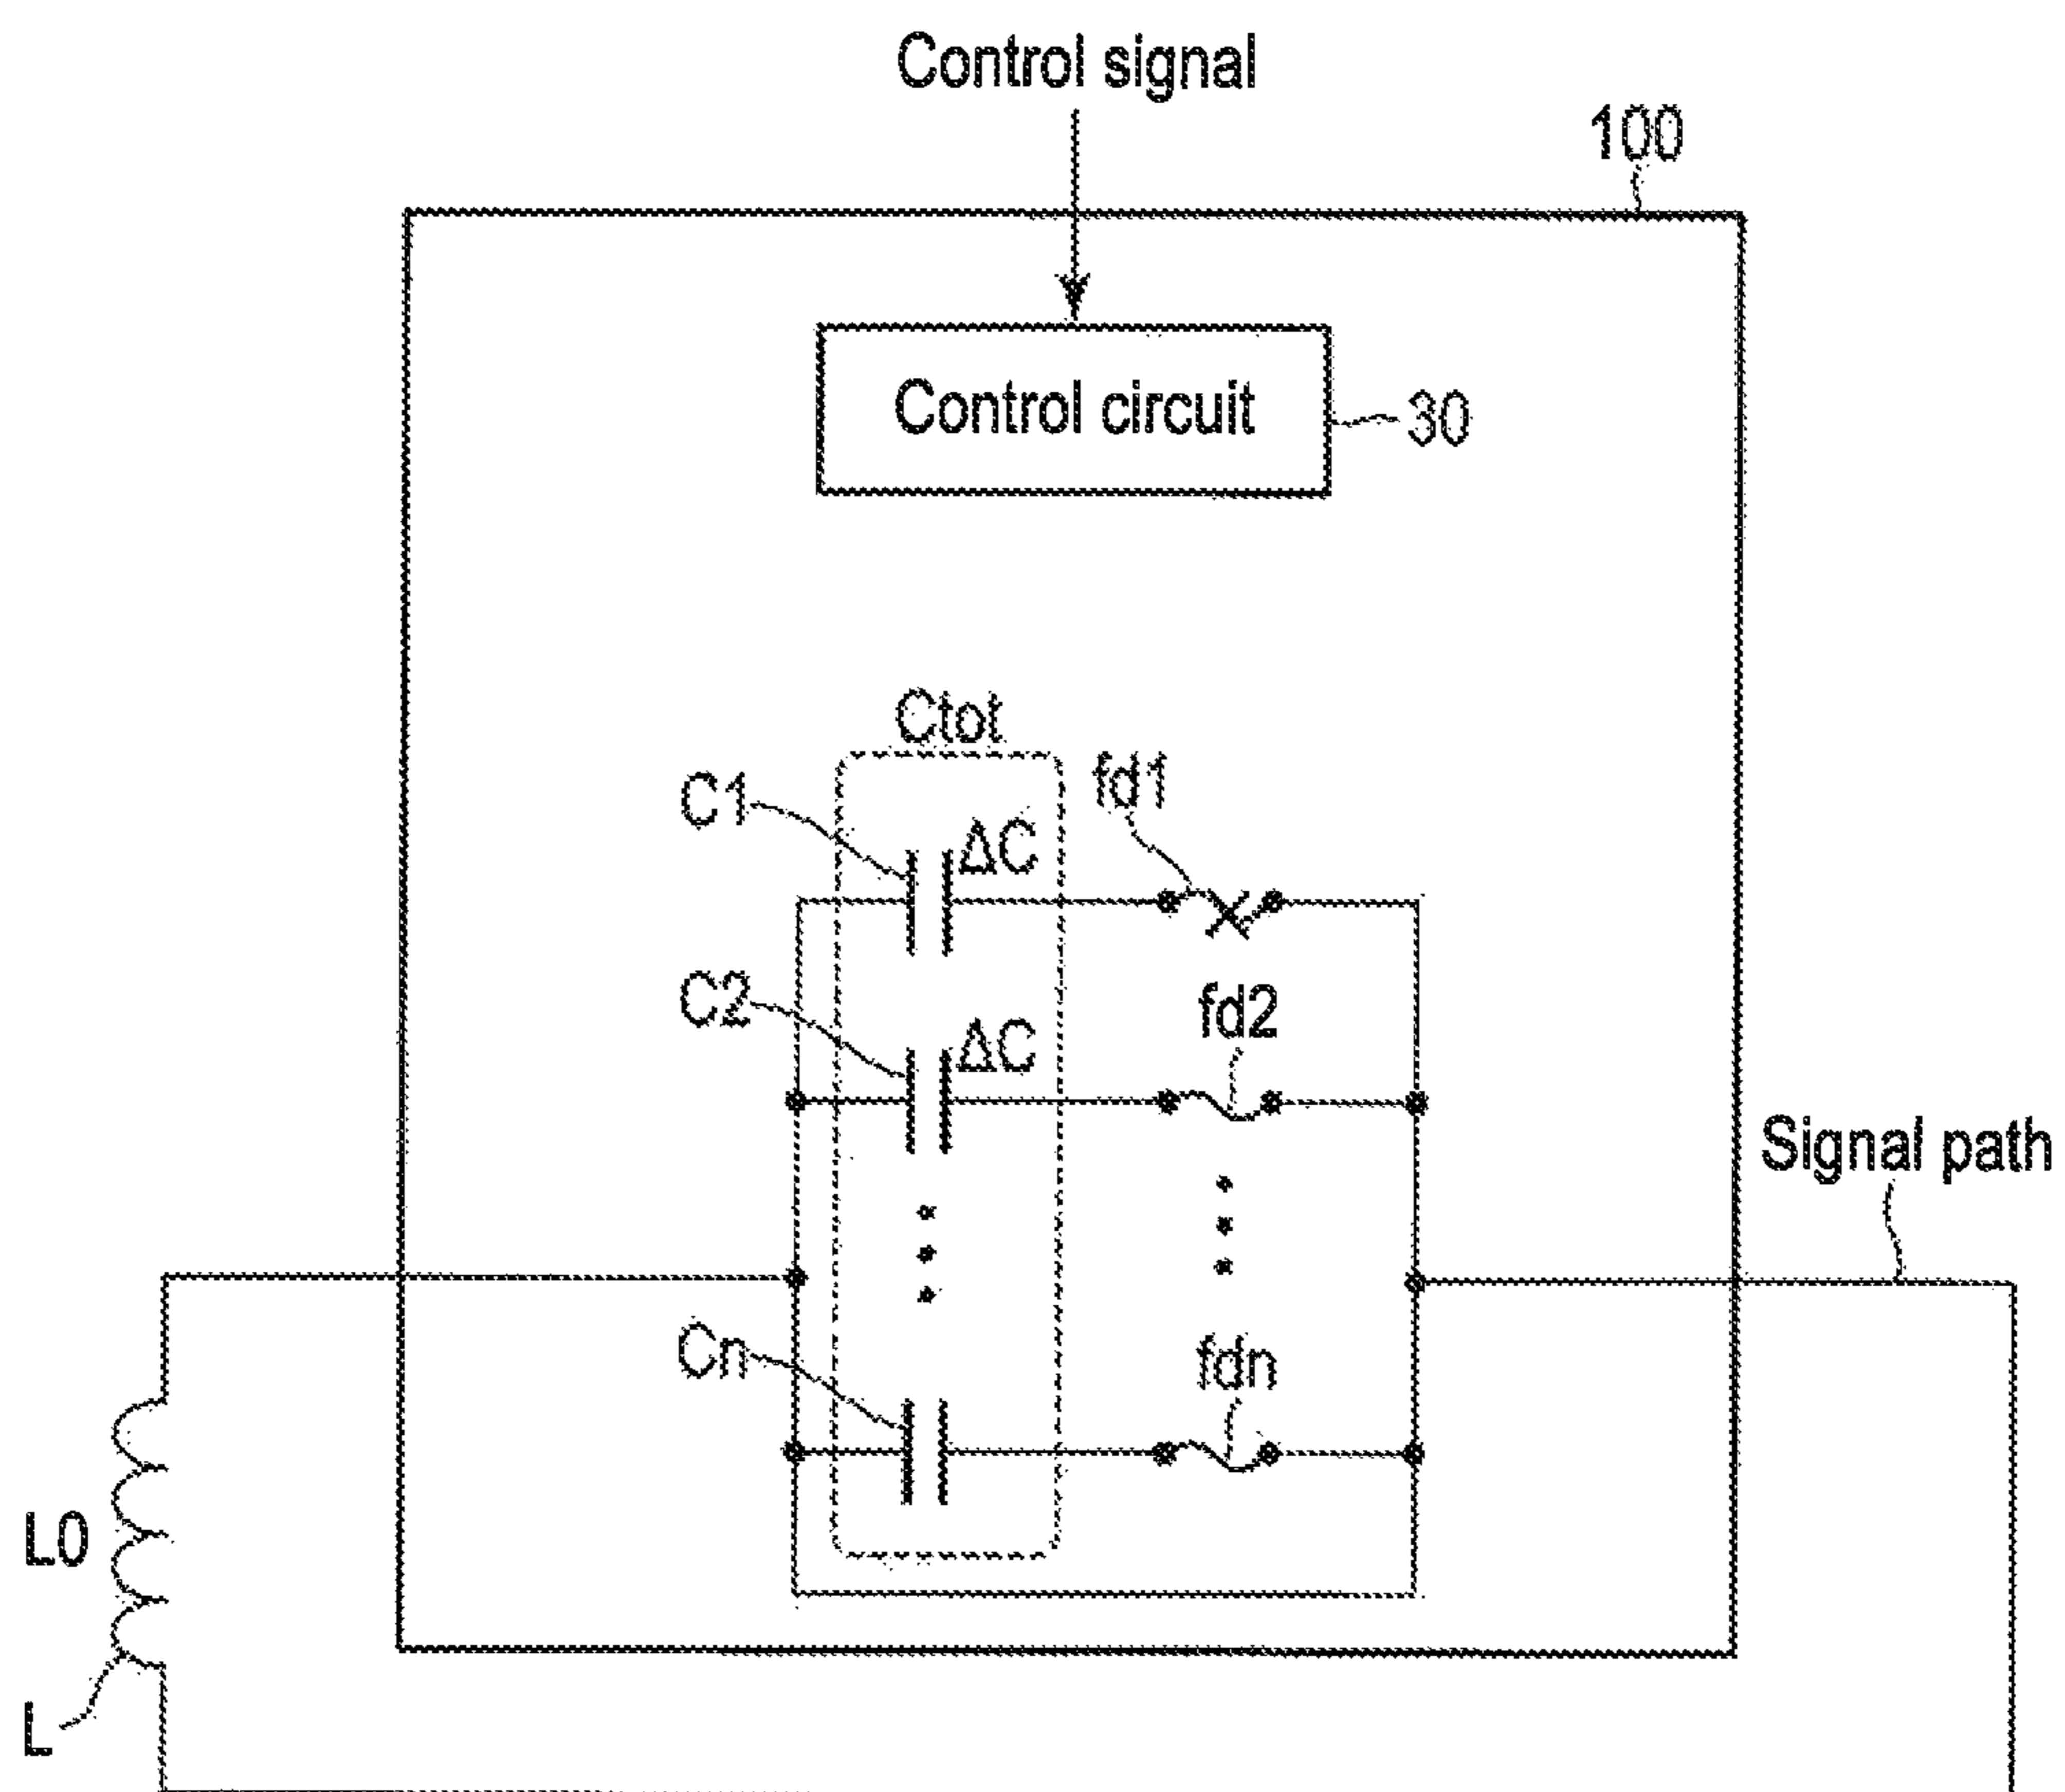 Control signal
100
Control circuit
30
Ctot
C1
ΔC
fd1
C2
ΔC
fd2
Signal path
Cn
fdn
L0
L